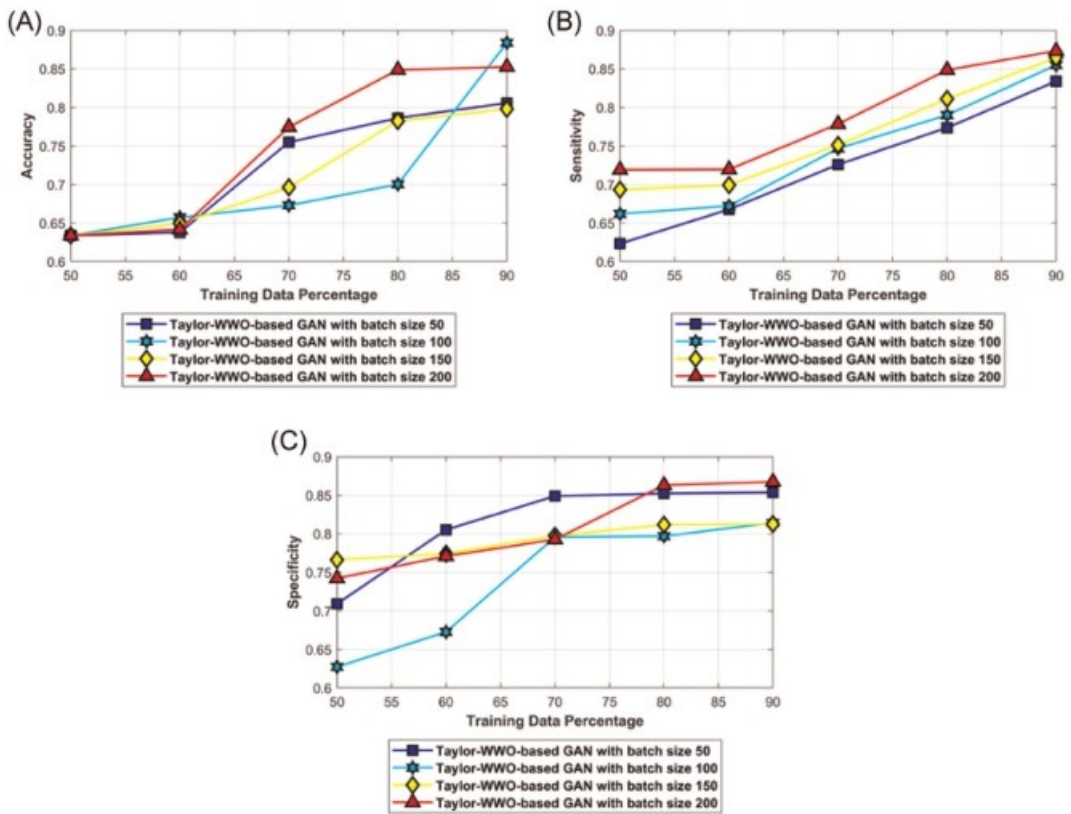 (A)
0.9
0.85
0.8
0.75
0.7
0.65
0.6
Accuracy
50 55 60 65 70 75 80 85 90
Training Data Percentage
Taylor-WWO-based GAN with batch size 50
Taylor-WWO-based GAN with batch size 100
Taylor-WWO-based GAN with batch size 150
Taylor-WWO-based GAN with batch size 200
(B)
0.9
0.85
0.8
0.75
0.7
0.65
0.6
Sensitivity
50 55 60 65 70 75 80 85 90
Training Data Percentage
Taylor-WWO-based GAN with batch size 50
Taylor-WWO-based GAN with batch size 100
Taylor-WWO-based GAN with batch size 150
Taylor-WWO-based GAN with batch size 200
(C)
0.9
0.85
0.8
0.75
0.7
0.65
0.6
Specificity
50 55 60 65 70 75 80 85 90
Training Data Percentage
Taylor-WWO-based GAN with batch size 50
Taylor-WWO-based GAN with batch size 100
Taylor-WWO-based GAN with batch size 150
Taylor-WWO-based GAN with batch size 200